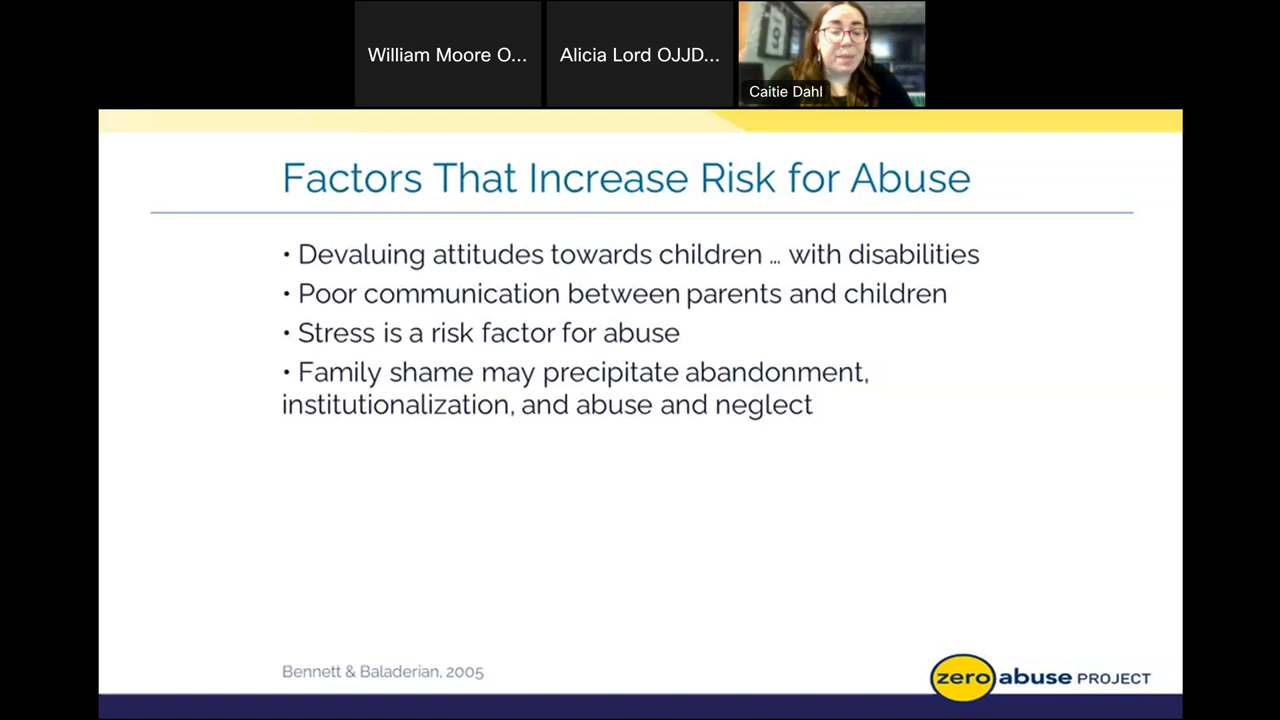 William Moore O...
Alicia Lord OJJD...
Caitie Dahl
Factors That Increase Risk for Abuse
• Devaluing attitudes towards children ... with disabilities
• Poor communication between parents and children
• Stress is a risk factor for abuse
• Family shame may precipitate abandonment,
institutionalization, and abuse and neglect
Bennett & Baladerian, 2005
zero abuse PROJECT